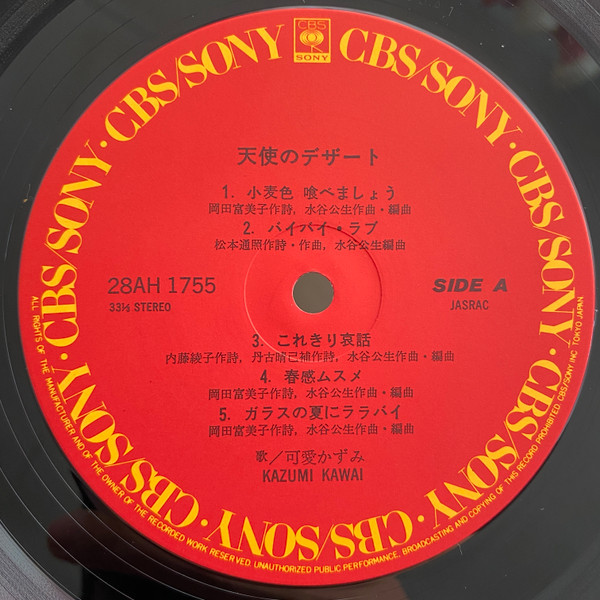 CBS
SONY
CBS/SONY · CBS/SONY · CBS/SONY · CBS/SONY · CBS/SONY · CBS/SONY · CBS/SONY · CBS/SONY
天使のデザート
1. 小麦色 喰べましょう
岡田富美子作詩, 水谷公生作曲・編曲
2. バイバイ・ラブ
松本通照作詩・作曲, 水谷公生編曲
28AH 1755
33⅓ STEREO
SIDE A
JASRAC
3. これきり哀話
内藤綾子作詩, 丹古晴己補作詩, 水谷公生作曲・編曲
4. 春感ムスメ
岡田富美子作詩, 水谷公生作曲・編曲
5. ガラスの夏にララバイ
岡田富美子作詩, 水谷公生作曲・編曲
歌／可愛かずみ
KAZUMI KAWAI
ALL RIGHTS OF THE MANUFACTURER AND OF THE OWNER OF THE RECORDED WORK RESERVED. UNAUTHORIZED PUBLIC PERFORMANCE, BROADCASTING AND COPYING OF THIS RECORD PROHIBITED. CBS/SONY INC. TOKYO JAPAN